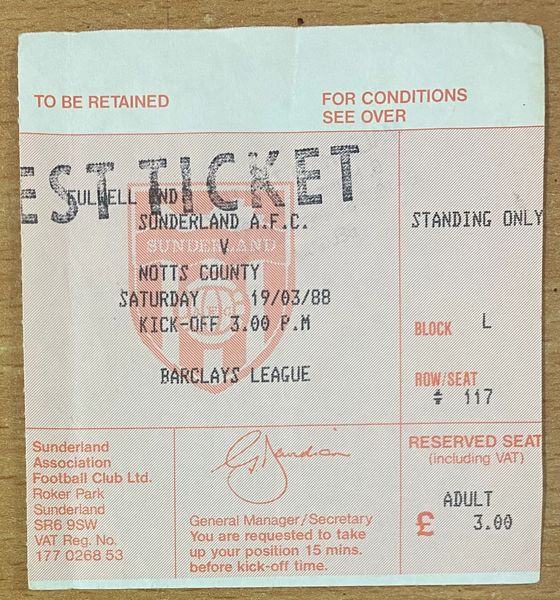 TO BE RETAINED
FOR CONDITIONS
SEE OVER
EST TICKET
FULWELL END
SUNDERLAND A.F.C.
V
SUNDERLAND
NOTTS COUNTY
SATURDAY 19/03/88
KICK-OFF 3.00 P.M
BARCLAYS LEAGUE
STANDING ONLY
BLOCK L
ROW/SEAT
117
Sunderland
Association
Football Club Ltd.
Roker Park
Sunderland
SR6 9SW
VAT Reg. No.
177 0268 53
General Manager/Secretary
You are requested to take
up your position 15 mins.
before kick-off time.
RESERVED SEAT
(including VAT)
ADULT
£ 3.00